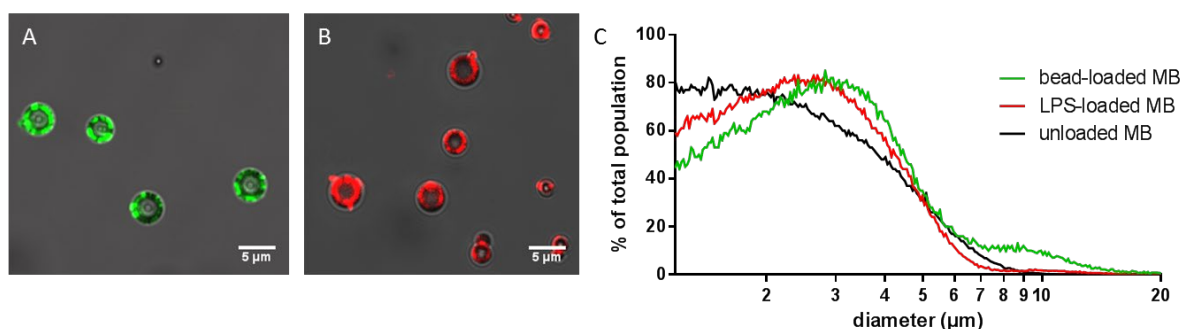 A
5 µm
B
5 µm
C
% of total population
100
80
60
40
20
0
bead-loaded MB
LPS-loaded MB
unloaded MB
2 3 4 5 6 7 8 9 10 20
diameter (µm)